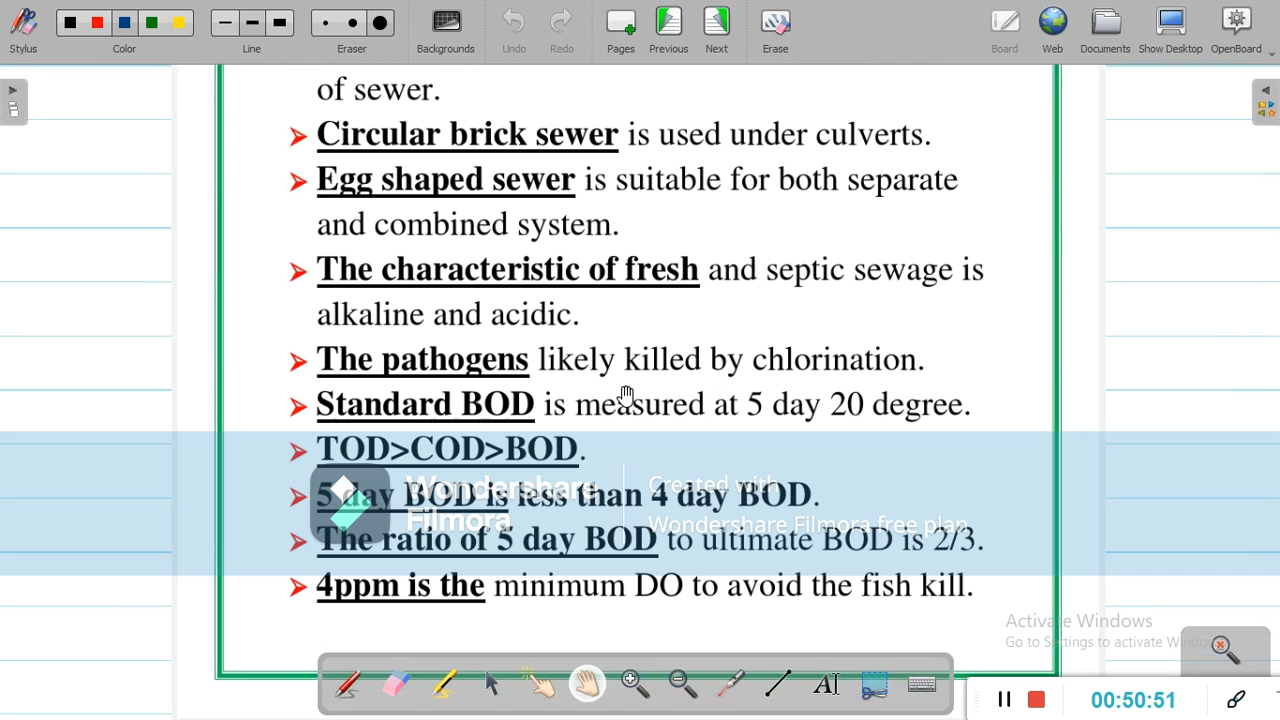 Stylus Color Line Eraser Backgrounds Undo Redo Pages Previous Next Erase Board Web Documents Show Desktop OpenBoard
of sewer.
➢ Circular brick sewer is used under culverts.
➢ Egg shaped sewer is suitable for both separate
and combined system.
➢ The characteristic of fresh and septic sewage is
alkaline and acidic.
➢ The pathogens likely killed by chlorination.
➢ Standard BOD is measured at 5 day 20 degree.
➢ TOD>COD>BOD.
➢ 5 day BOD is less than 4 day BOD.
➢ The ratio of 5 day BOD to ultimate BOD is 2/3.
➢ 4ppm is the minimum DO to avoid the fish kill.
Wondershare
Filmora
Created with
Wondershare Filmora free plan
Activate Windows
Go to Settings to activate Windows
AI
00:50:51